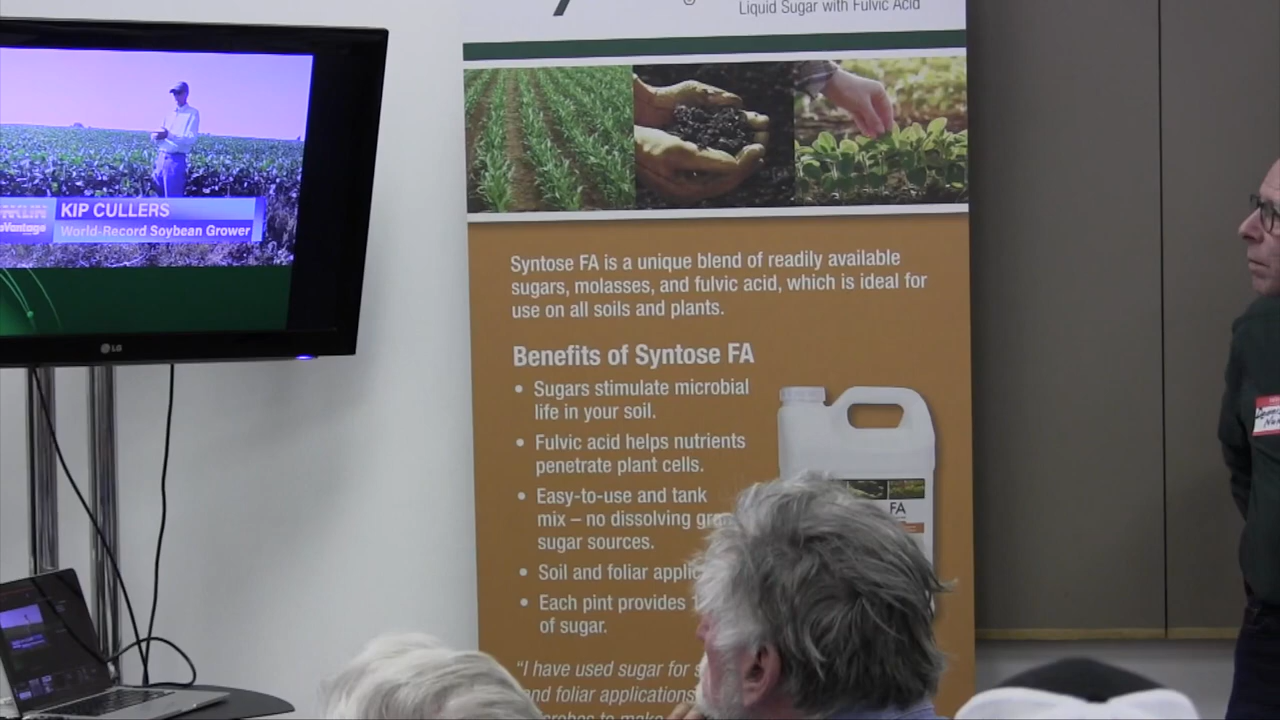 Liquid Sugar with Fulvic Acid
KIP CULLERS
World-Record Soybean Grower
LG
Syntose FA is a unique blend of readily available
sugars, molasses, and fulvic acid, which is ideal for
use on all soils and plants.
Benefits of Syntose FA
• Sugars stimulate microbial
life in your soil.
• Fulvic acid helps nutrients
penetrate plant cells.
• Easy-to-use and tank
mix – no dissolving
sugar sources.
• Soil and foliar
• Each pint provides
of sugar.
FA
"I have used sugar for
and foliar applications